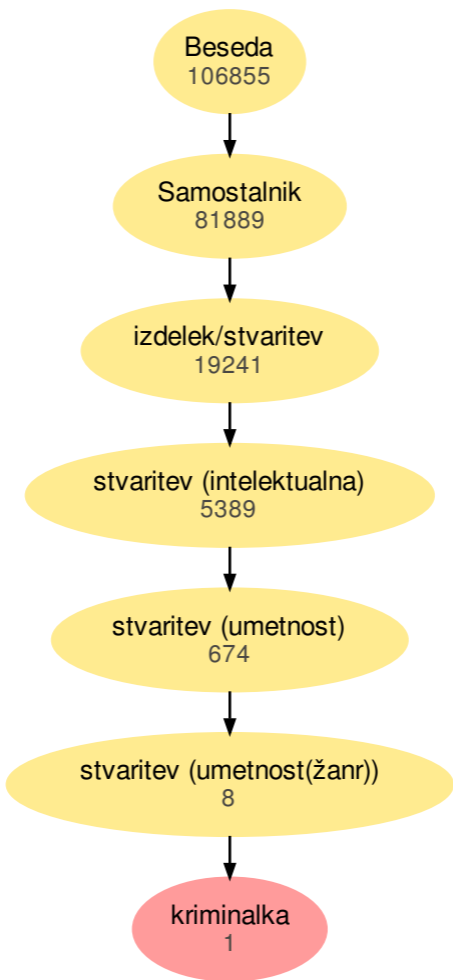 Beseda
106855
Samostalnik
81889
izdelek/stvaritev
19241
stvaritev (intelektualna)
5389
stvaritev (umetnost)
674
stvaritev (umetnost(žanr))
8
kriminalka
1